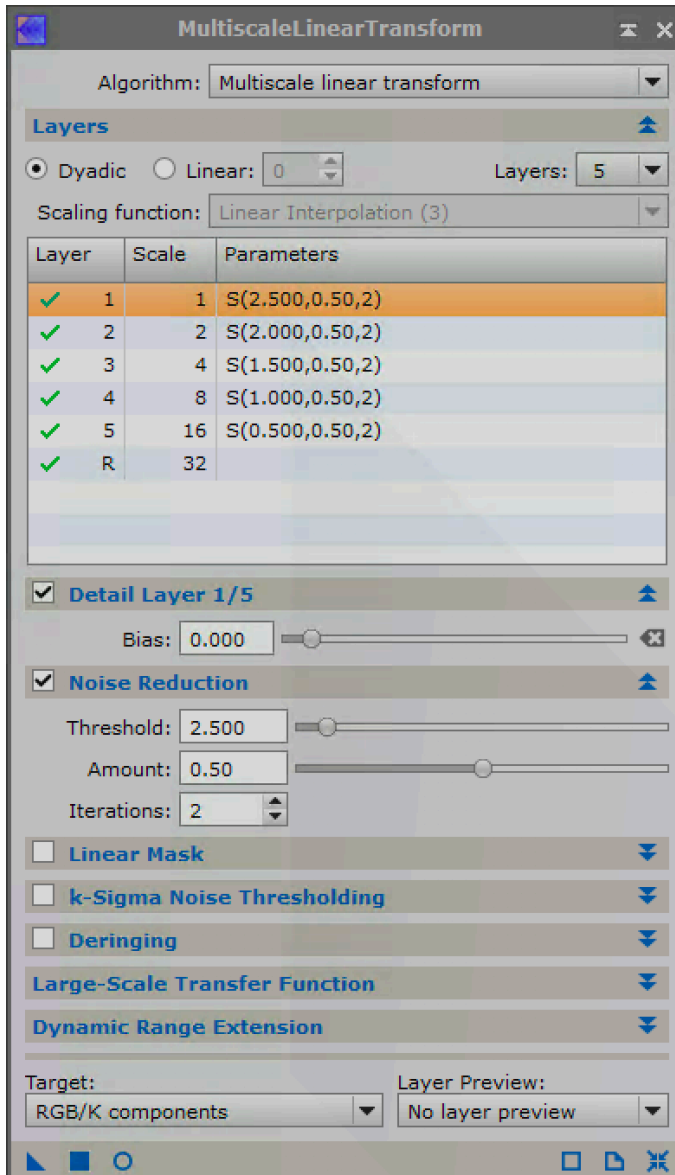 MultiscaleLinearTransform
Algorithm: Multiscale linear transform
Layers
Dyadic Linear: 0 Layers: 5
Scaling function: Linear Interpolation (3)
Layer Scale Parameters
1 1 S(2.500,0.50,2)
2 2 S(2.000,0.50,2)
3 4 S(1.500,0.50,2)
4 8 S(1.000,0.50,2)
5 16 S(0.500,0.50,2)
R 32
Detail Layer 1/5
Bias: 0.000
Noise Reduction
Threshold: 2.500
Amount: 0.50
Iterations: 2
Linear Mask
k-Sigma Noise Thresholding
Deringing
Large-Scale Transfer Function
Dynamic Range Extension
Target: Layer Preview:
RGB/K components No layer preview